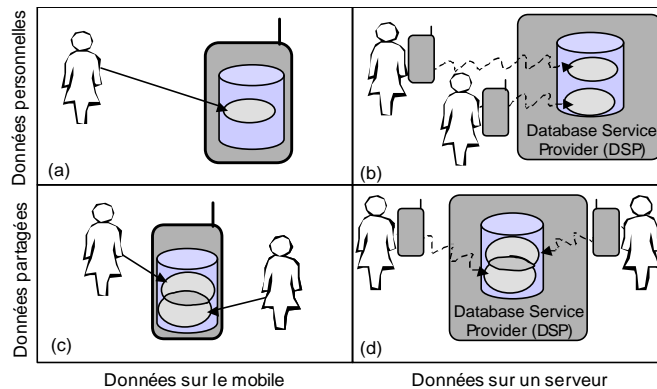 Données personnelles
(a)
(b)
Database Service
Provider (DSP)
Données partagées
(c)
(d)
Database Service
Provider (DSP)
Données sur le mobile
Données sur un serveur